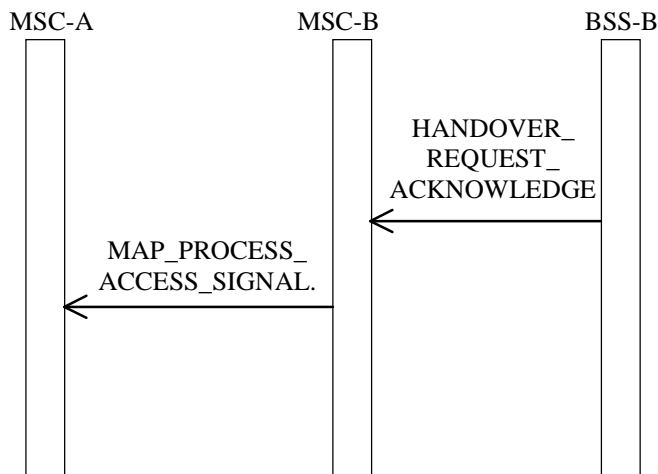 MSC-A
MSC-B
BSS-B
HANDOVER_
REQUEST_
ACKNOWLEDGE
MAP_PROCESS_
ACCESS_SIGNAL.